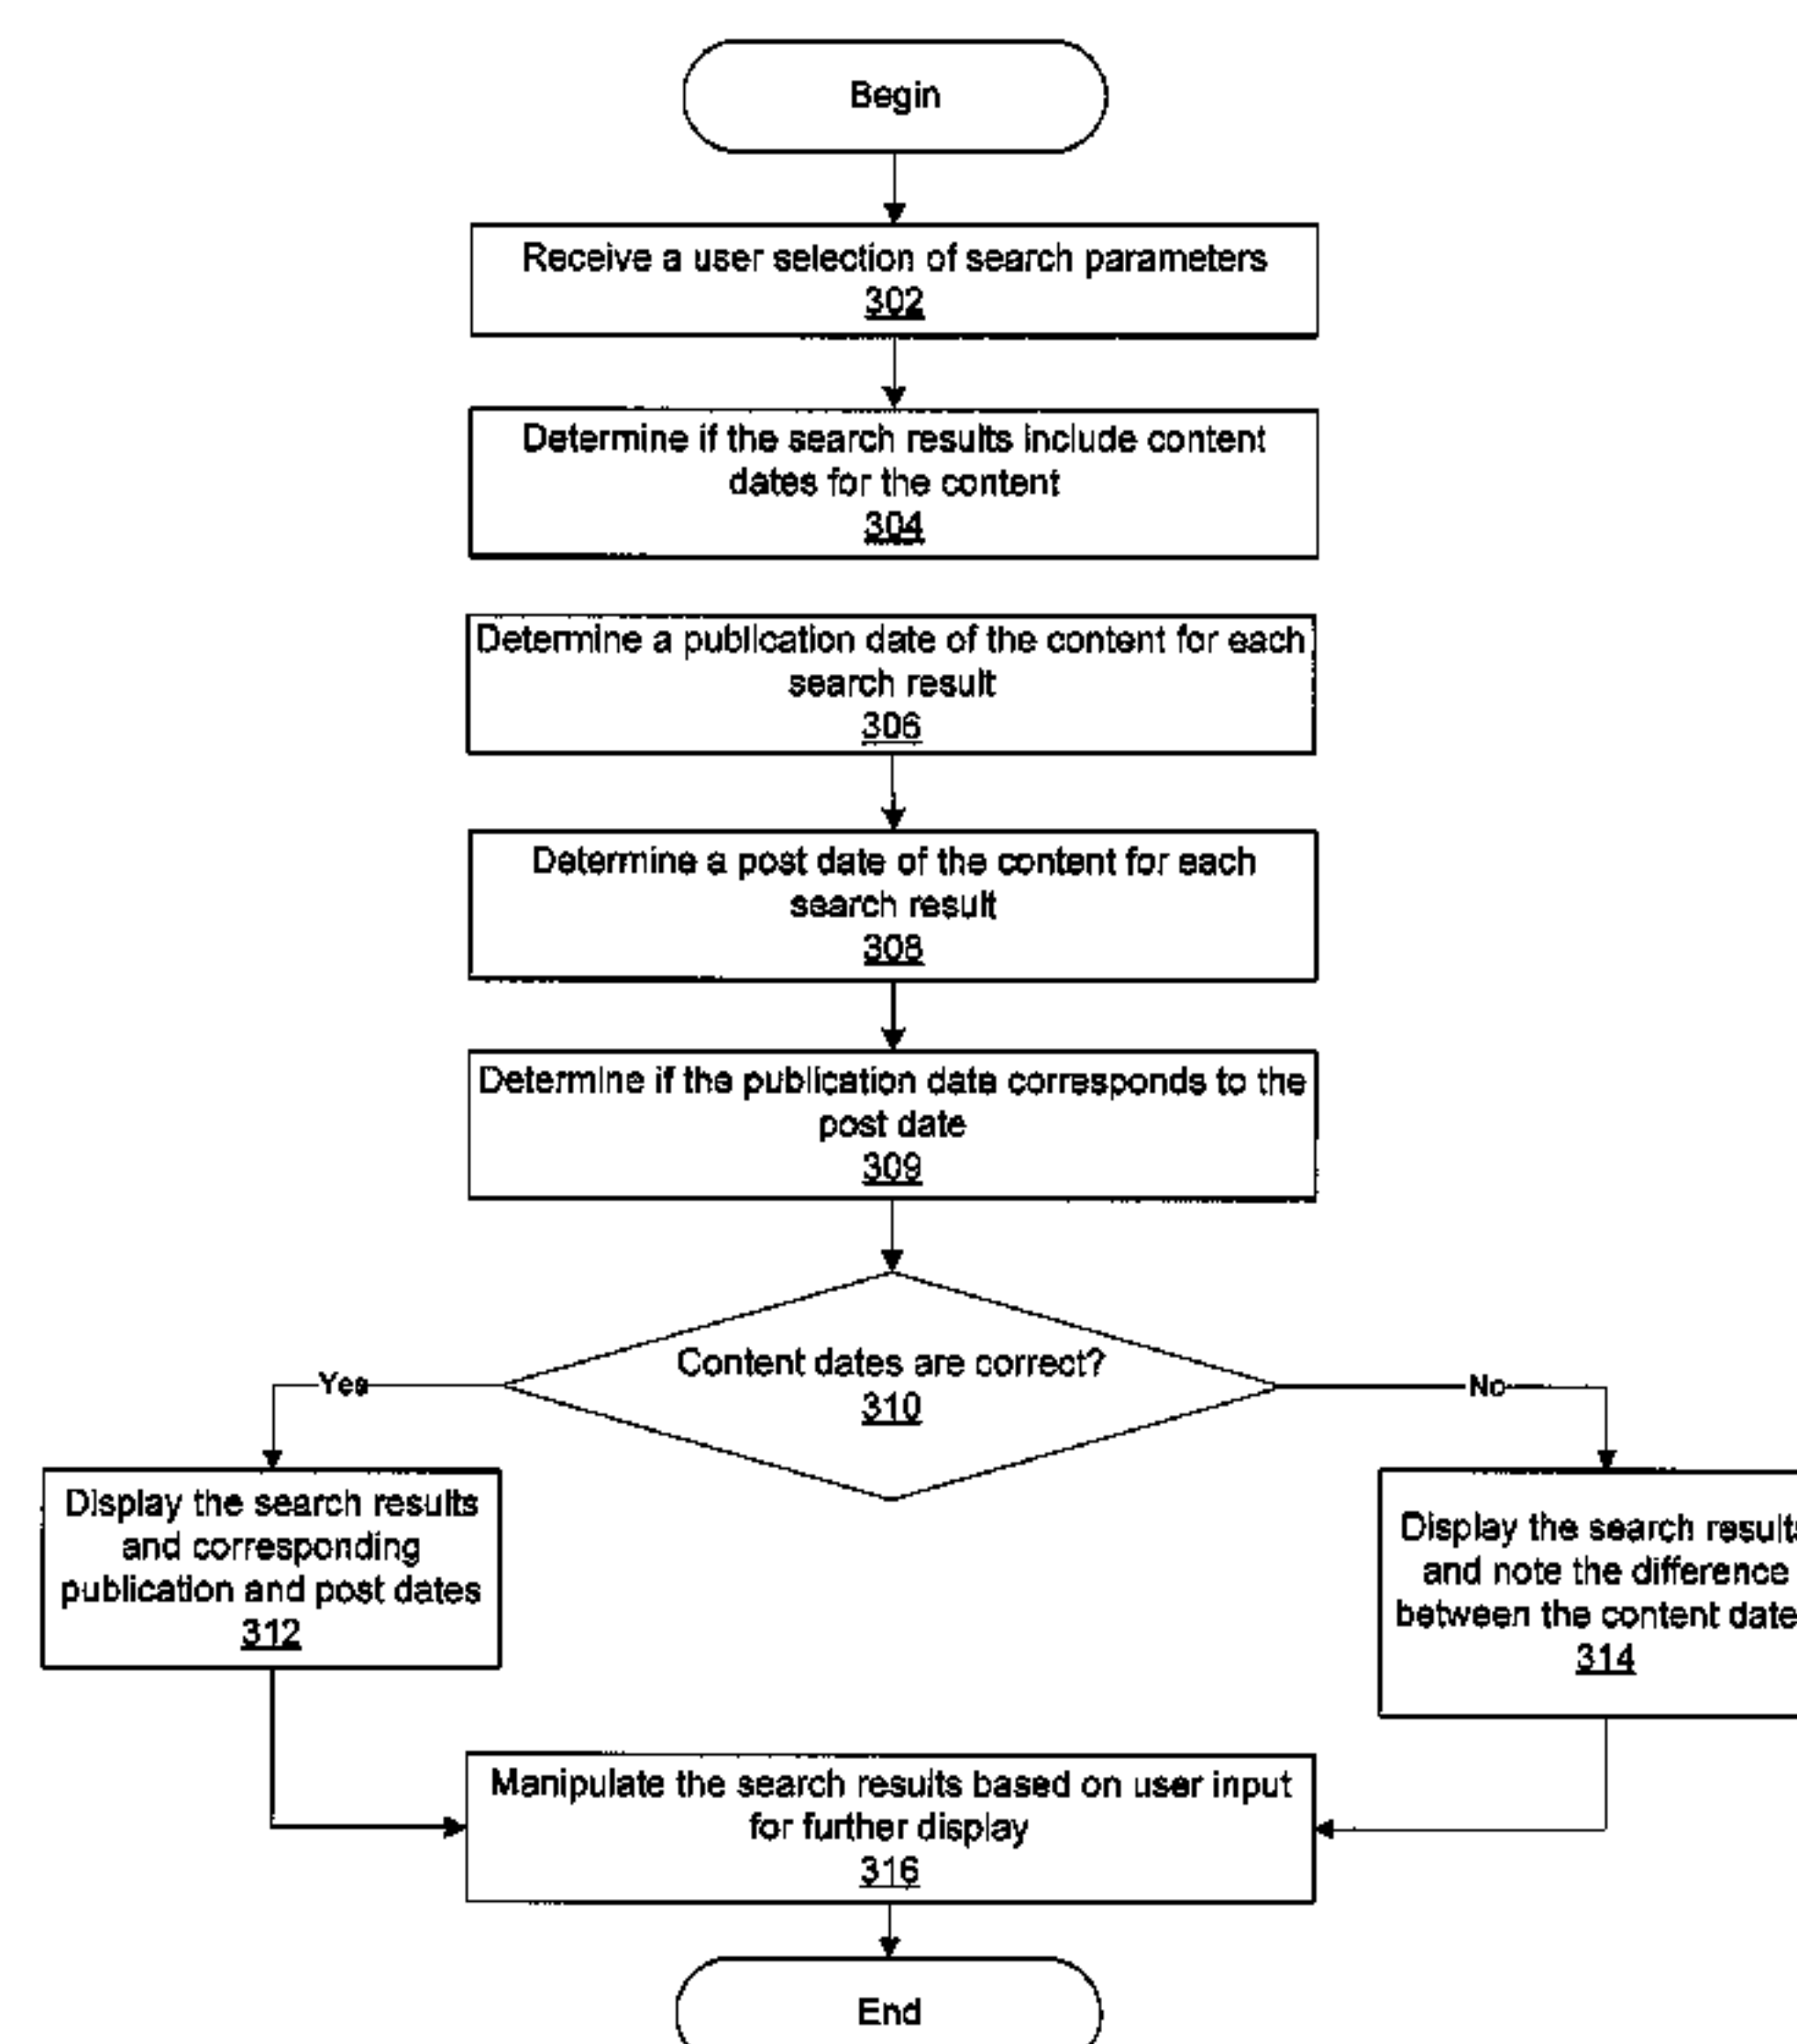 Begin
Receive a user selection of search parameters
302
Determine if the search results include content
dates for the content
304
Determine a publication date of the content for each
search result
306
Determine a post date of the content for each
search result
308
Determine if the publication date corresponds to the
post date
309
Content dates are correct?
310
Yes
No
Display the search results
and corresponding
publication and post dates
312
Display the search results
and note the difference
between the content date
314
Manipulate the search results based on user input
for further display
316
End